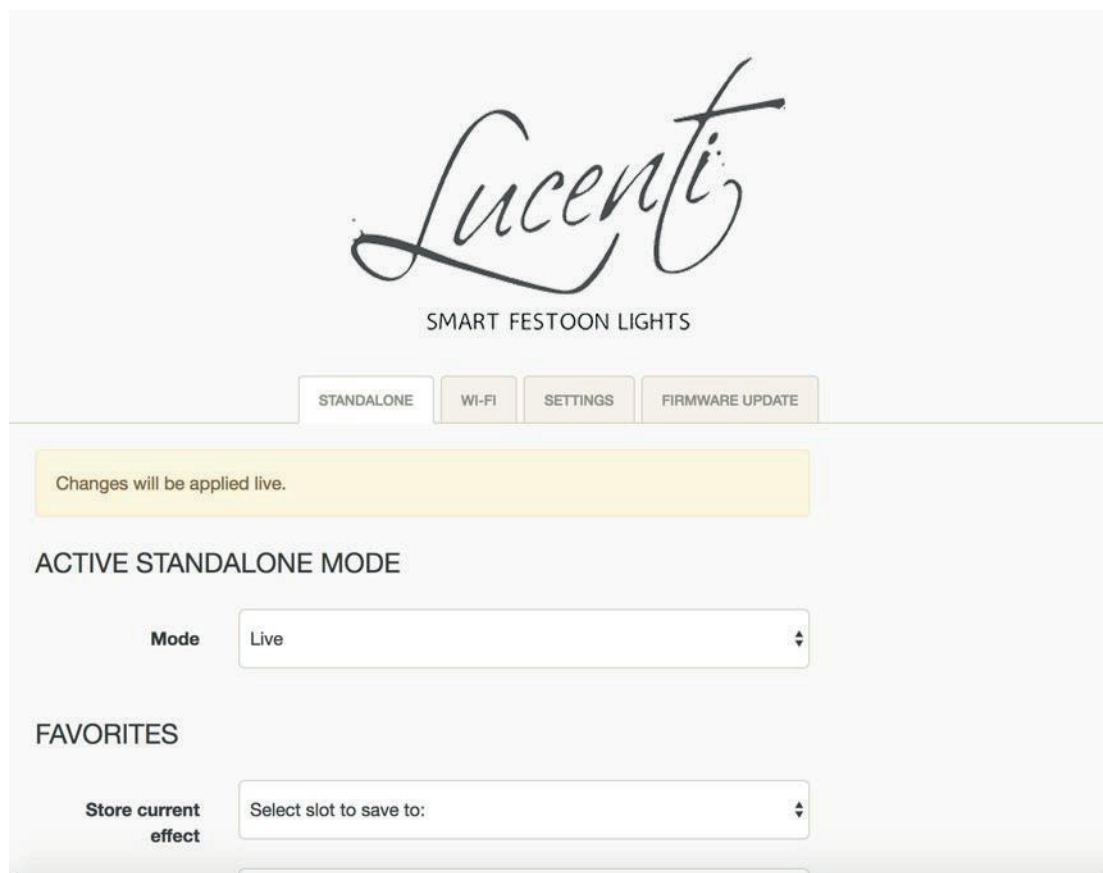 Lucenti
SMART FESTOON LIGHTS
STANDALONE WI-FI SETTINGS FIRMWARE UPDATE
Changes will be applied live.
ACTIVE STANDALONE MODE
Mode Live
FAVORITES
Store current effect Select slot to save to: